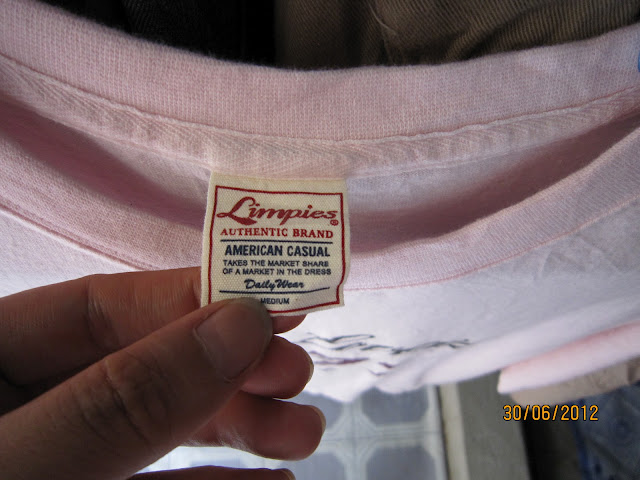 Limpies®
AUTHENTIC BRAND
AMERICAN CASUAL
TAKES THE MARKET SHARE
OF A MARKET IN THE DRESS
Daily Wear
MEDIUM
30/06/2012